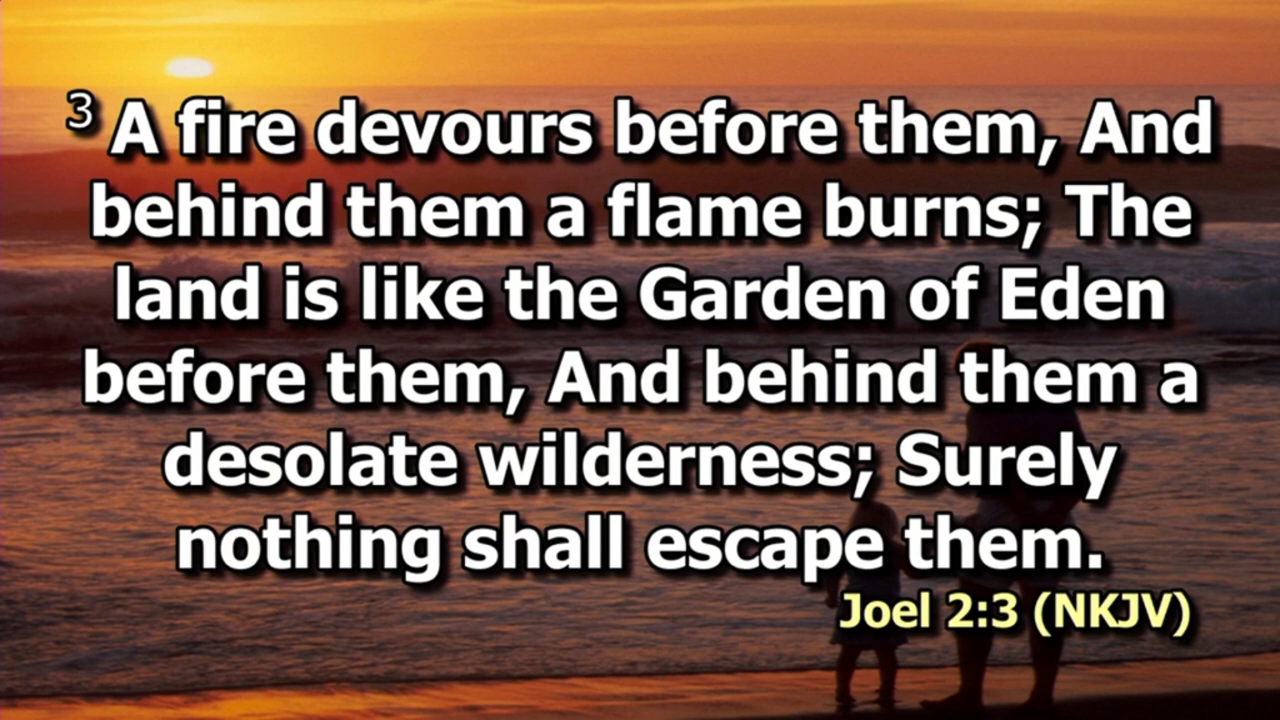 3 A fire devours before them, And
behind them a flame burns; The
land is like the Garden of Eden
before them, And behind them a
desolate wilderness; Surely
nothing shall escape them.
Joel 2:3 (NKJV)